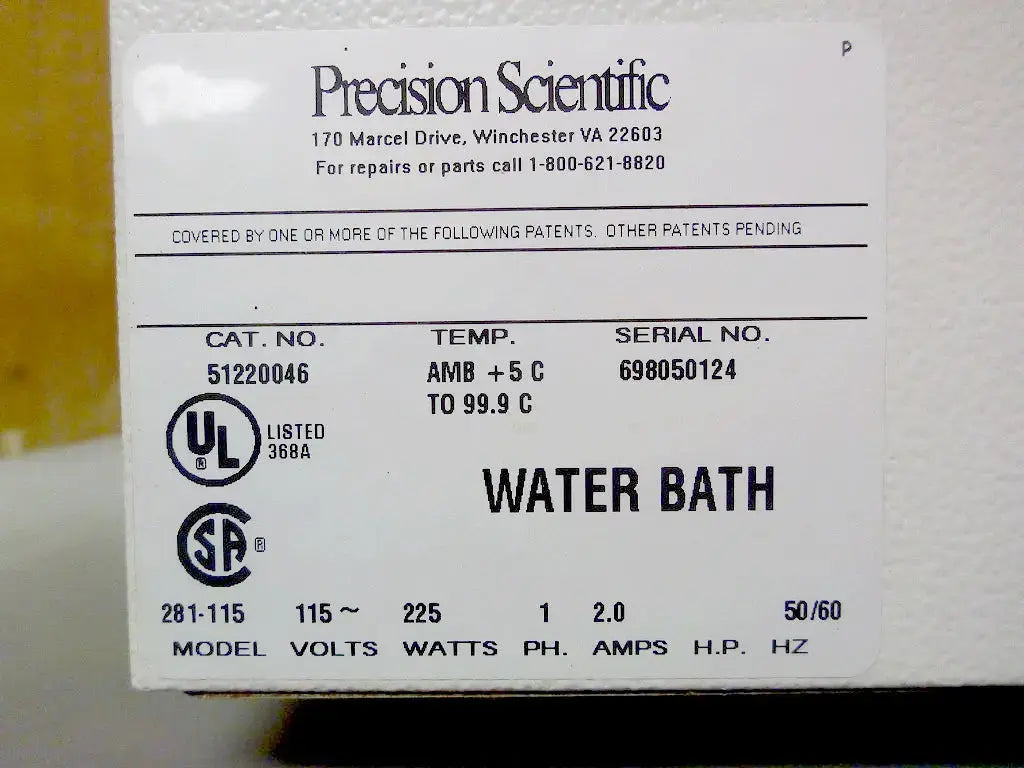 P
Precision Scientific
170 Marcel Drive, Winchester VA 22603
For repairs or parts call 1-800-621-8820
COVERED BY ONE OR MORE OF THE FOLLOWING PATENTS. OTHER PATENTS PENDING
CAT. NO. TEMP. SERIAL NO.
51220046 AMB +5 C 698050124
TO 99.9 C
UL® LISTED
368A
WATER BATH
CSA ®
281-115 115~ 225 1 2.0 50/60
MODEL VOLTS WATTS PH. AMPS H.P. HZ